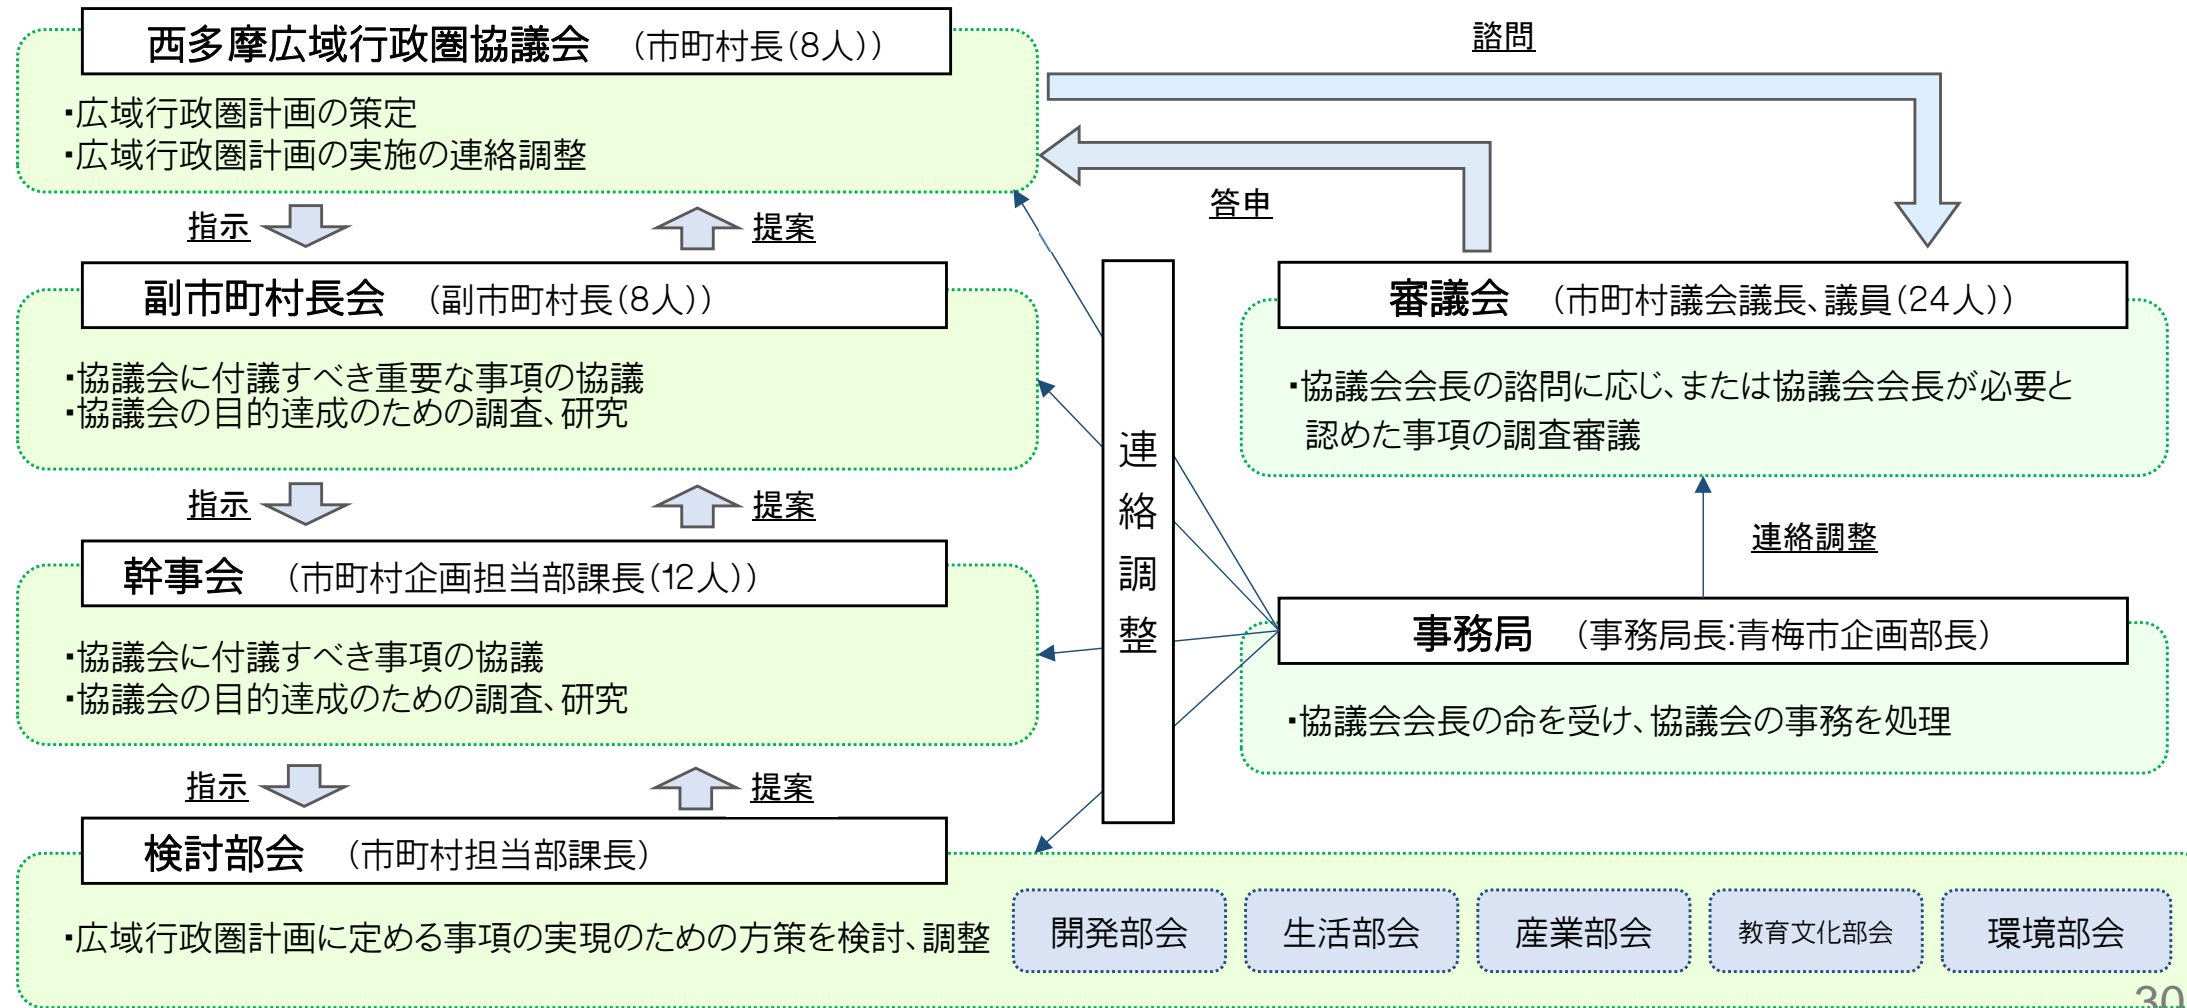 西多摩広域行政圏協議会 (市町村長(8人))
・広域行政圏計画の策定
・広域行政圏計画の実施の連絡調整
諮問
答申
指示
提案
副市町村長会 (副市町村長(8人))
・協議会に付議すべき重要な事項の協議
・協議会の目的達成のための調査、研究
審議会 (市町村議会議長、議員(24人))
・協議会会長の諮問に応じ、または協議会会長が必要と
認めた事項の調査審議
連絡調整
指示
提案
連絡調整
幹事会 (市町村企画担当部課長(12人))
・協議会に付議すべき事項の協議
・協議会の目的達成のための調査、研究
事務局 (事務局長:青梅市企画部長)
・協議会会長の命を受け、協議会の事務を処理
指示
提案
検討部会 (市町村担当部課長)
・広域行政圏計画に定める事項の実現のための方策を検討、調整
開発部会
生活部会
産業部会
教育文化部会
環境部会
30